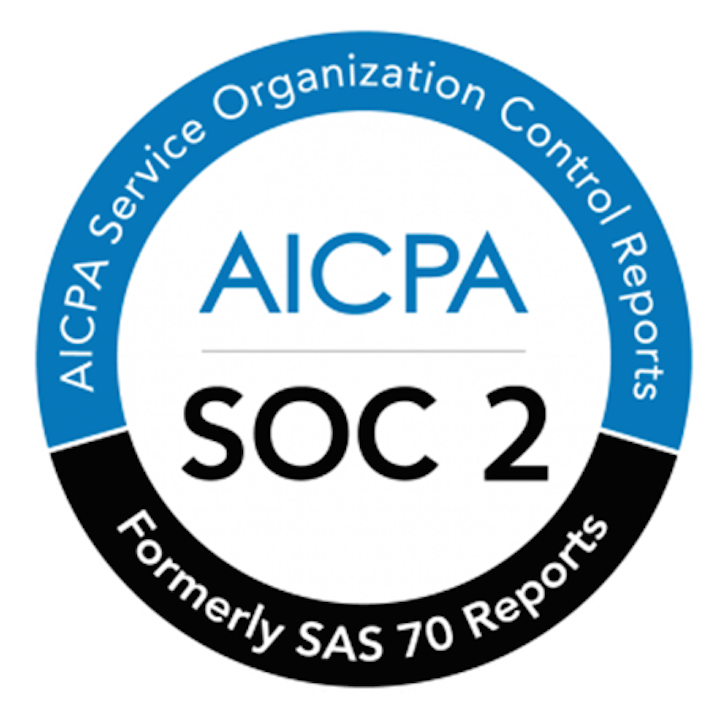 AICPA Service Organization Control Reports
AICPA
SOC 2
Formerly SAS 70 Reports